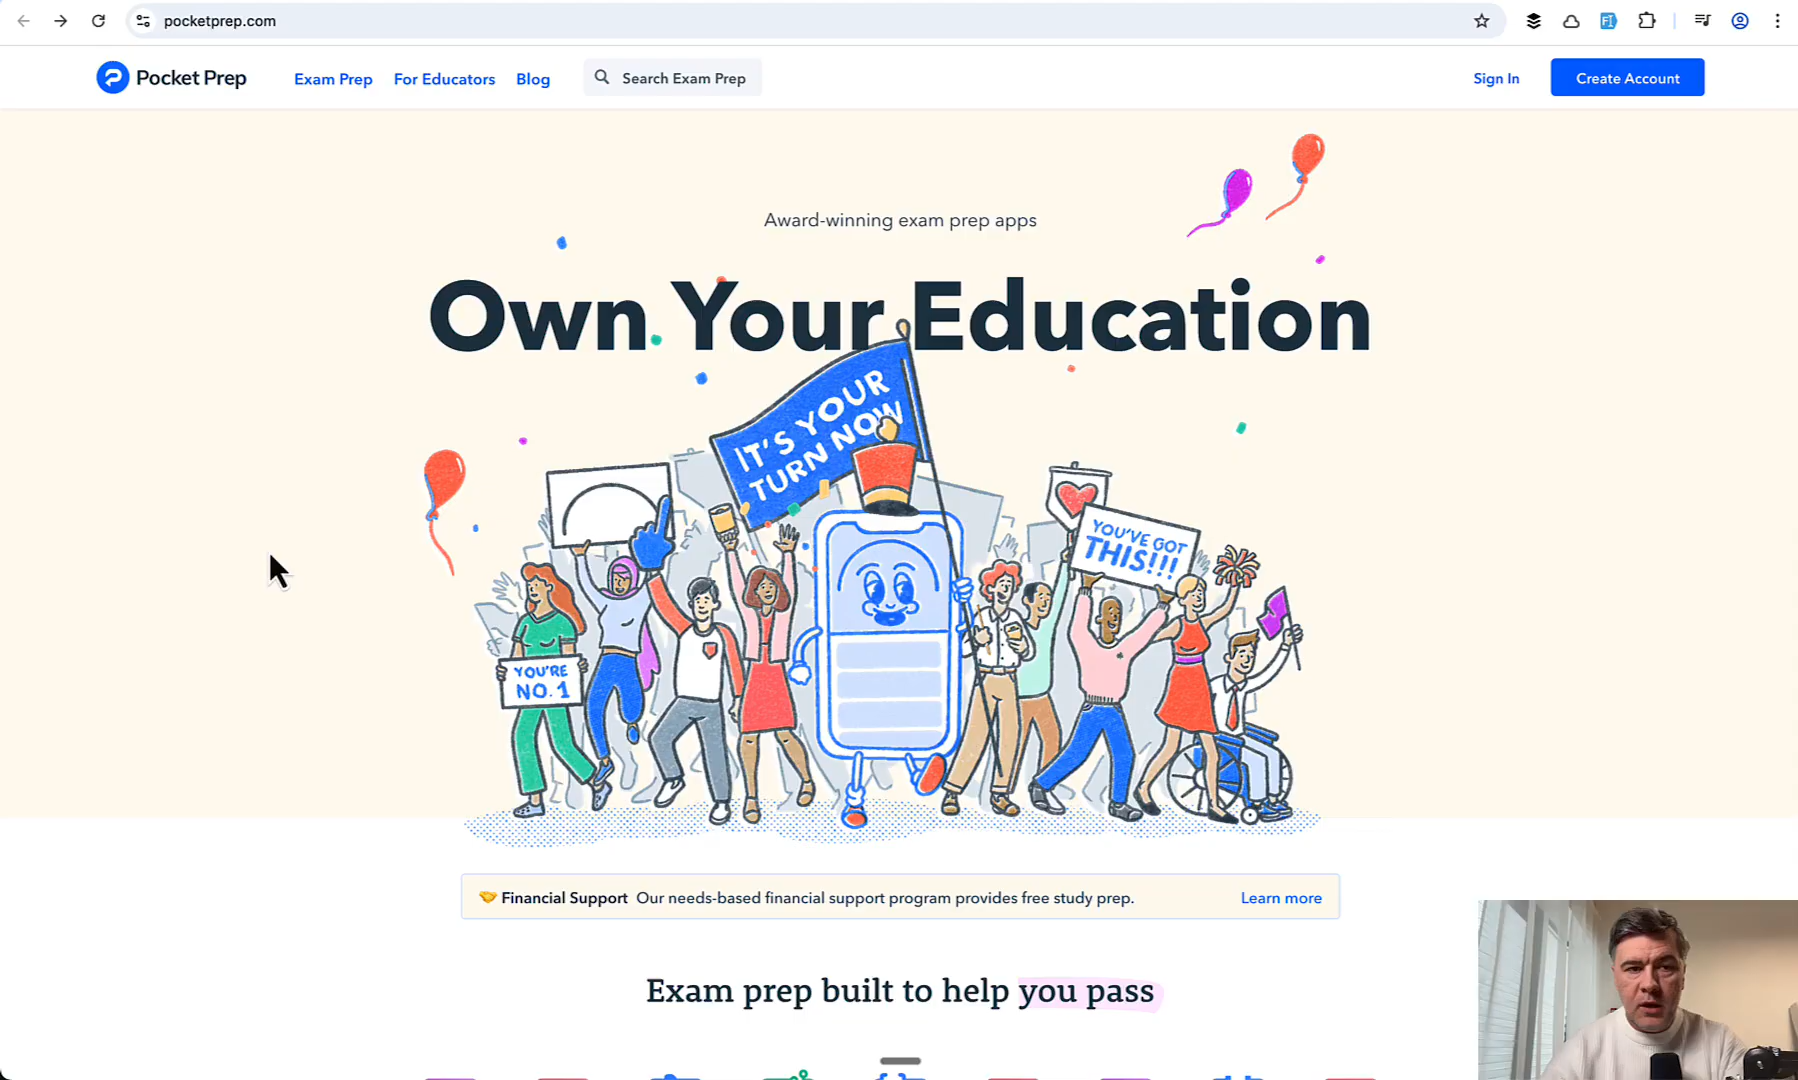 pocketprep.com
Pocket Prep
Exam Prep
For Educators
Blog
Search Exam Prep
Sign In
Create Account
Award-winning exam prep apps
Own Your Education
IT'S YOUR
TURN NOW
YOU'VE GOT
THIS!!!
YOU'RE
NO. 1
Financial Support Our needs-based financial support program provides free study prep.
Learn more
Exam prep built to help you pass